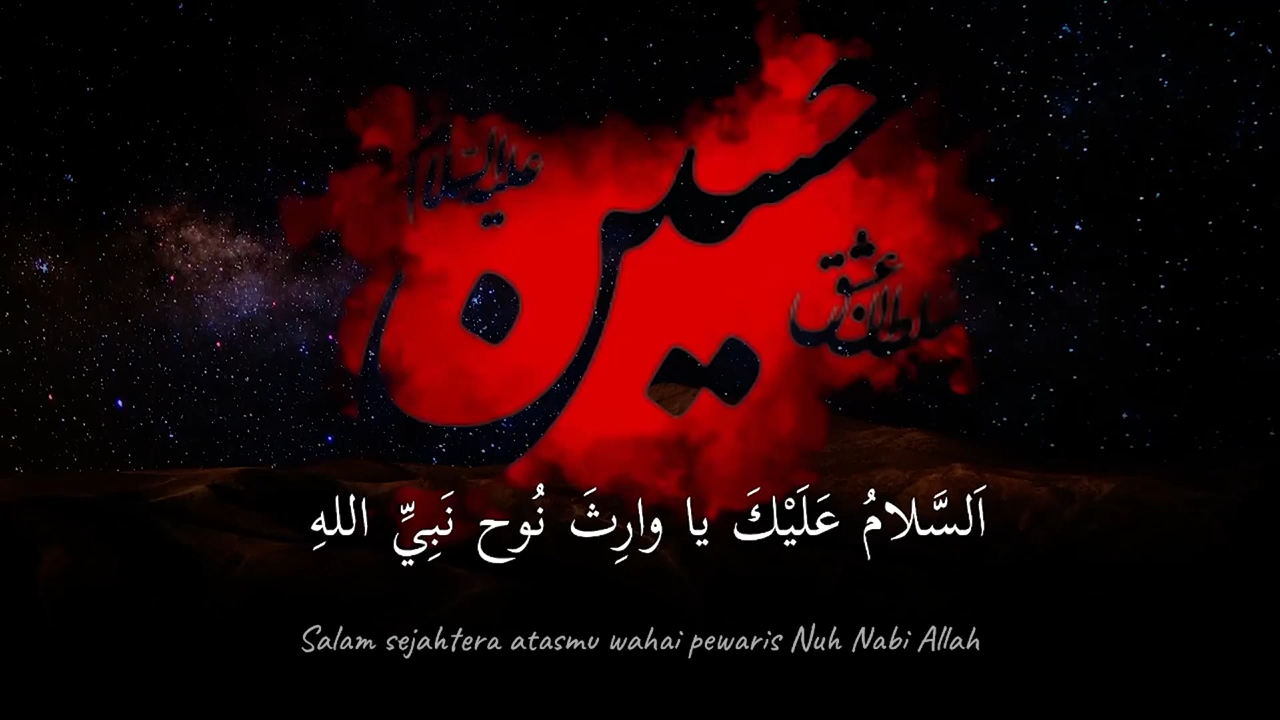 حسین
علیه السلام
سلطان عشق
اَلسَّلامُ عَلَيْكَ يا وارِثَ نُوح نَبِيِّ اللهِ
Salam sejahtera atasmu wahai pewaris Nuh Nabi Allah